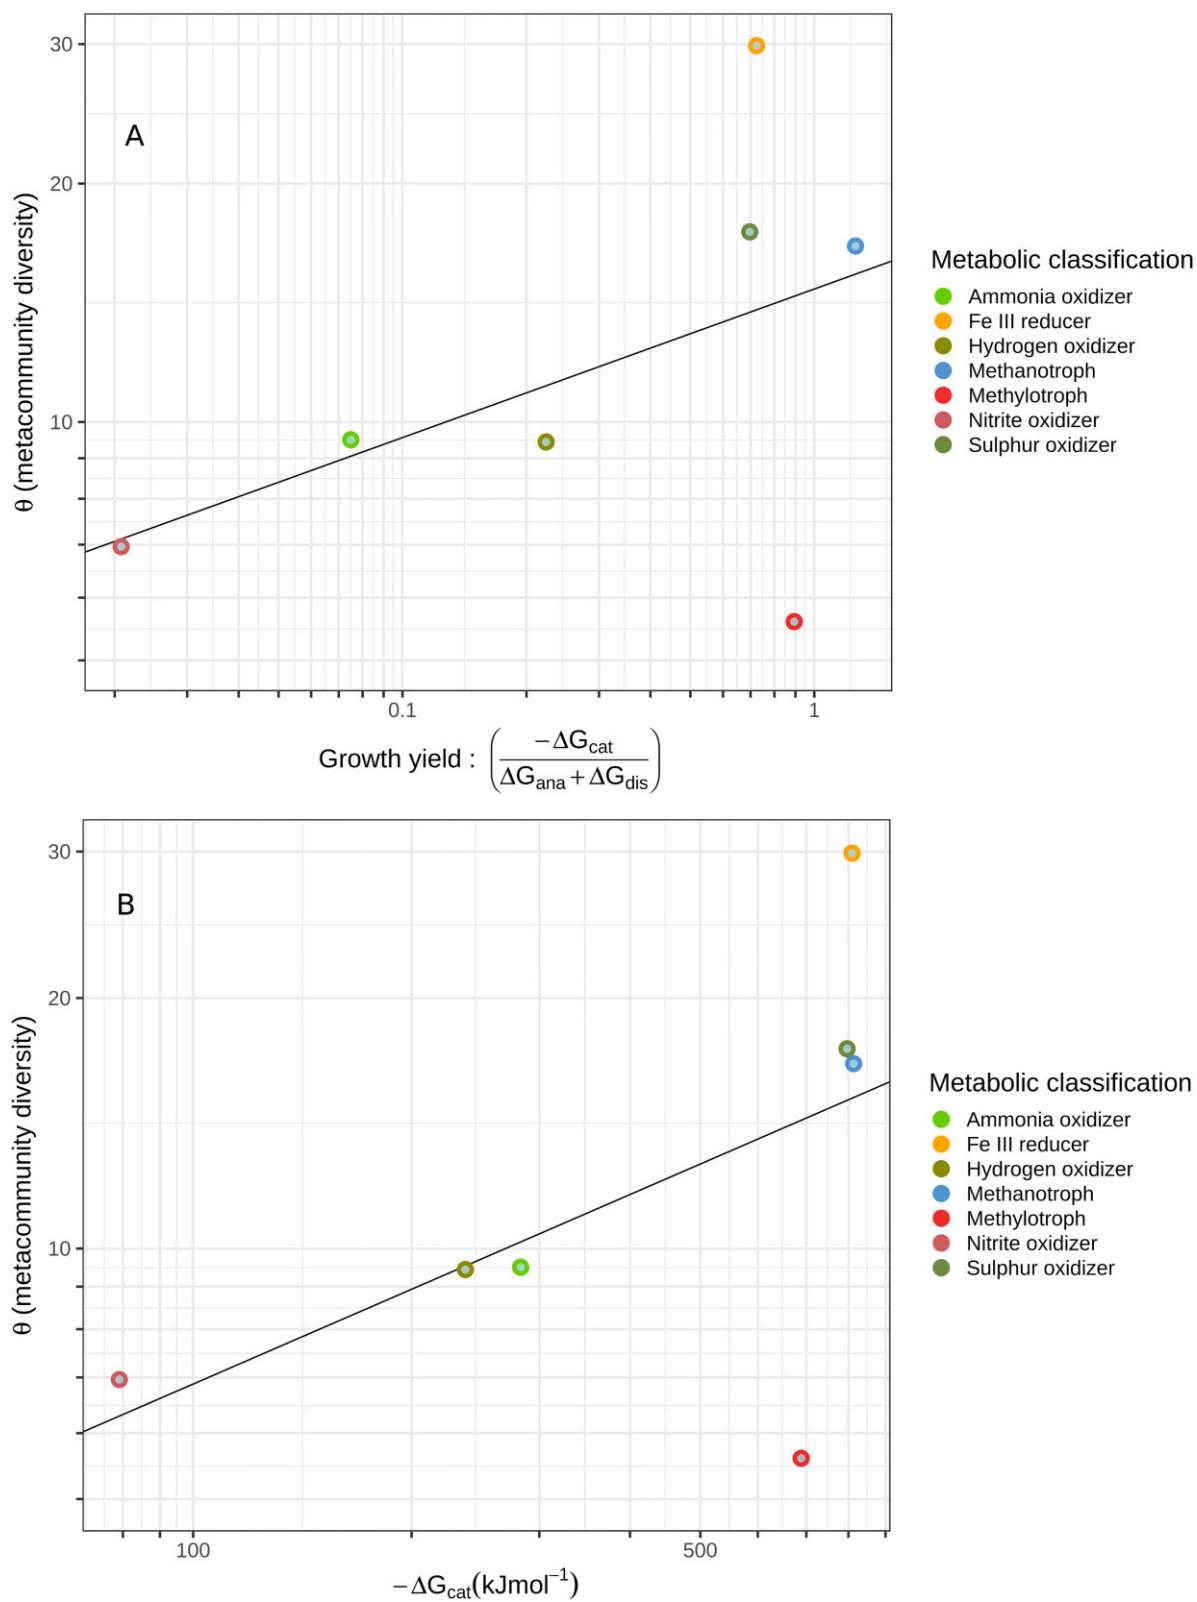 30
20
10
θ (metacommunity diversity)
A
0.1
1
Growth yield : (−ΔGcat / ΔGana + ΔGdis)
Metabolic classification
Ammonia oxidizer
Fe III reducer
Hydrogen oxidizer
Methanotroph
Methylotroph
Nitrite oxidizer
Sulphur oxidizer
30
20
10
θ (metacommunity diversity)
B
100
500
−ΔGcat(kJmol⁻¹)
Metabolic classification
Ammonia oxidizer
Fe III reducer
Hydrogen oxidizer
Methanotroph
Methylotroph
Nitrite oxidizer
Sulphur oxidizer